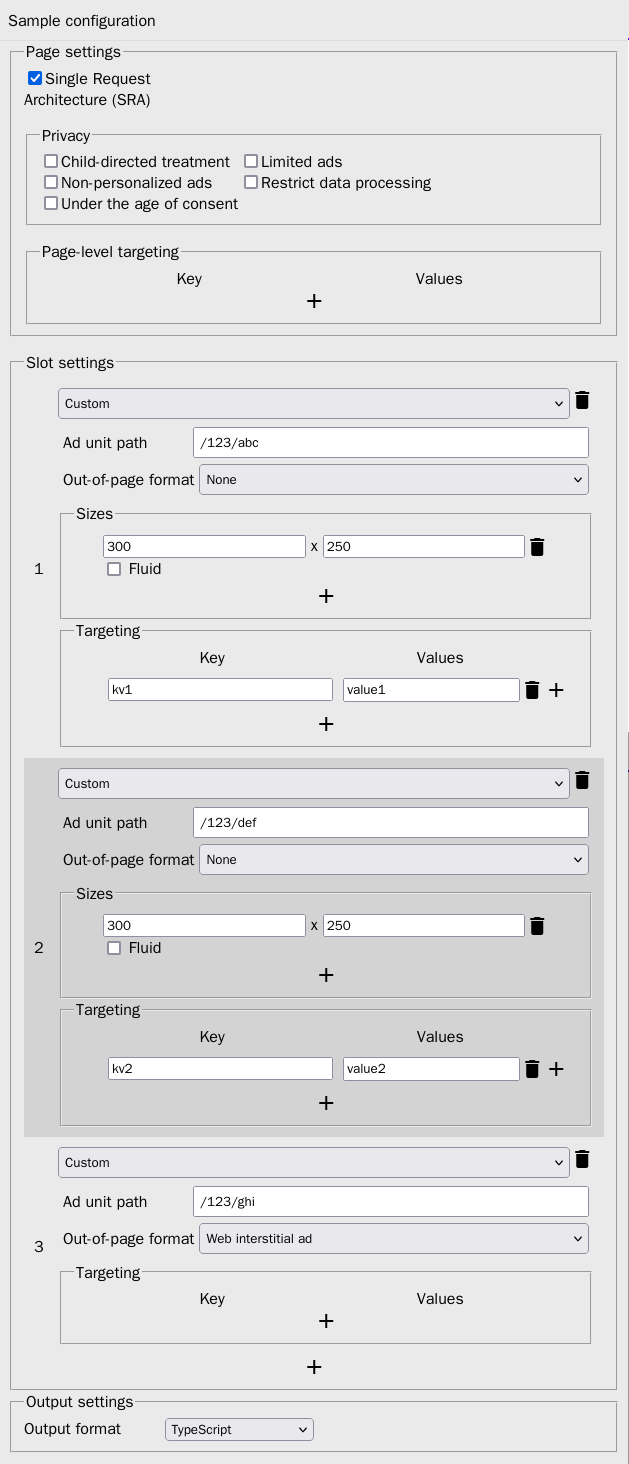 Sample configuration
Page settings
Single Request
Architecture (SRA)
Privacy
Child-directed treatment Limited ads
Non-personalized ads Restrict data processing
Under the age of consent
Page-level targeting
Key Values
+
Slot settings
Custom
Ad unit path /123/abc
Out-of-page format None
Sizes
300 x 250
1
Fluid
+
Targeting
Key Values
kv1 value1 +
+
Custom
Ad unit path /123/def
Out-of-page format None
Sizes
300 x 250
2
Fluid
+
Targeting
Key Values
kv2 value2 +
+
Custom
Ad unit path /123/ghi
Out-of-page format Web interstitial ad
3
Targeting
Key Values
+
+
Output settings
Output format TypeScript